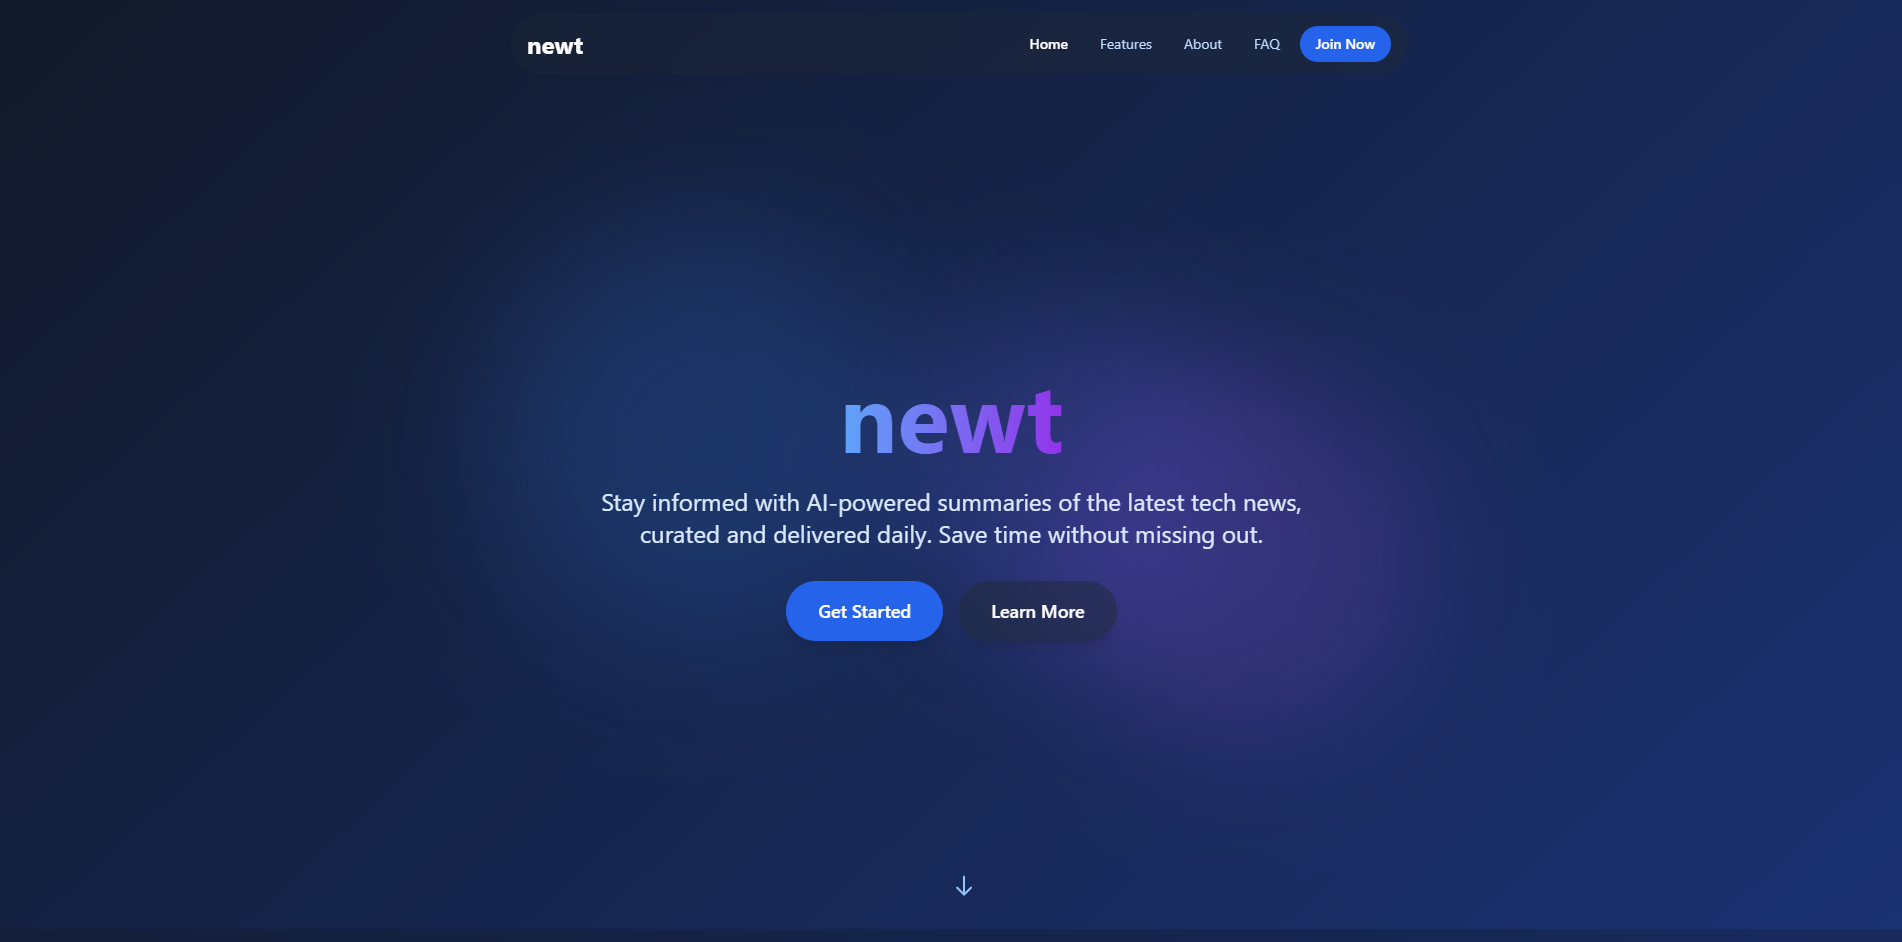 newt
Home Features About FAQ Join Now
newt
Stay informed with AI-powered summaries of the latest tech news,
curated and delivered daily. Save time without missing out.
Get Started Learn More